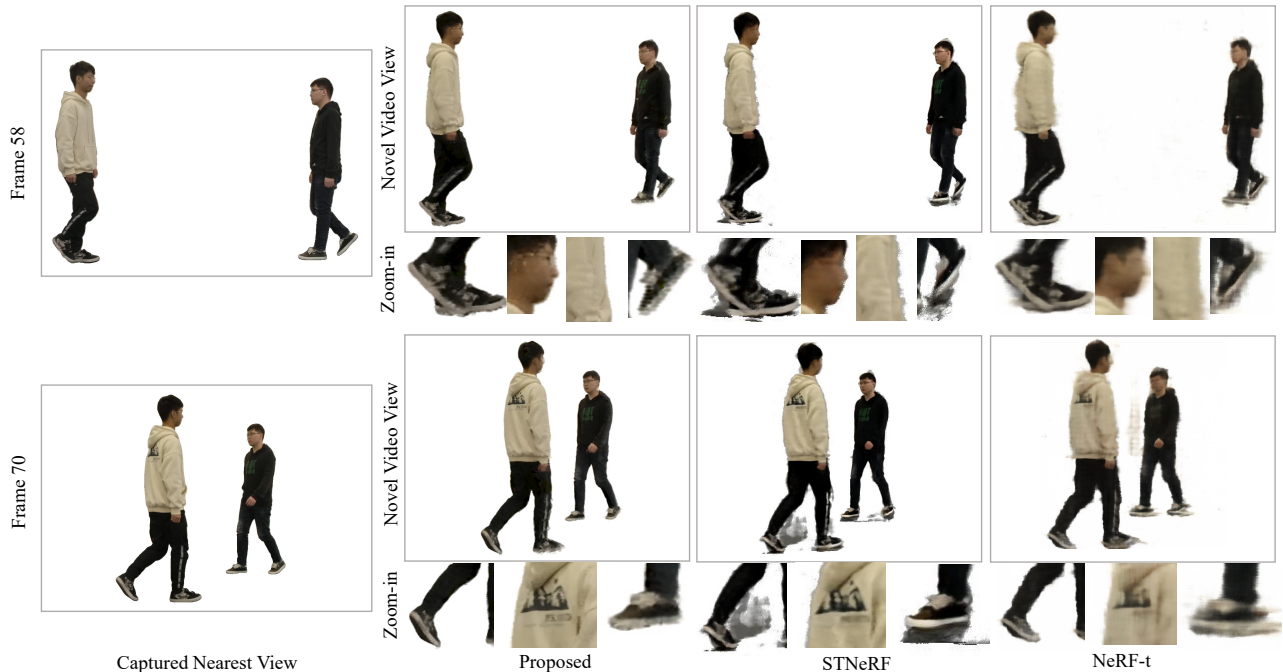 Frame 58
Novel Video View
Zoom-in
Frame 70
Novel Video View
Zoom-in
Captured Nearest View
Proposed
STNeRF
NeRF-t